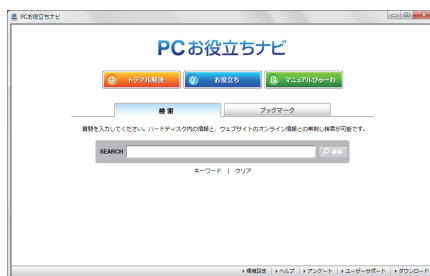 PCお役立ちナビ
PCお役立ちナビ
トラブル解決
お役立ち
マニュアルびゅーわ
検索
ブックマーク
質問を入力してください。ハードディスク内の情報と、ウェブサイトのオンライン情報との串刺し検索が可能です。
SEARCH
検索
キーワード | クリア
環境設定 | ヘルプ | アンケート | ユーザーサポート | ダウンロード